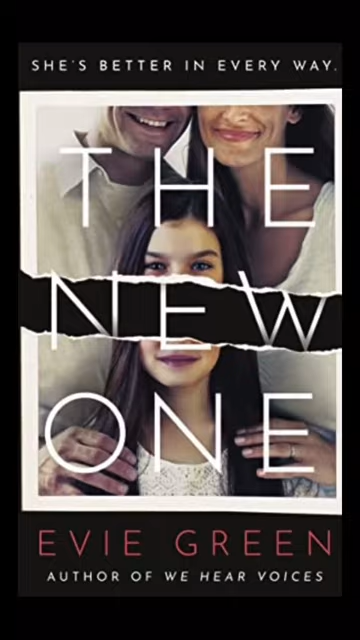 SHE'S BETTER IN EVERY WAY.
THE
NEW
ONE
EVIE GREEN
AUTHOR OF WE HEAR VOICES